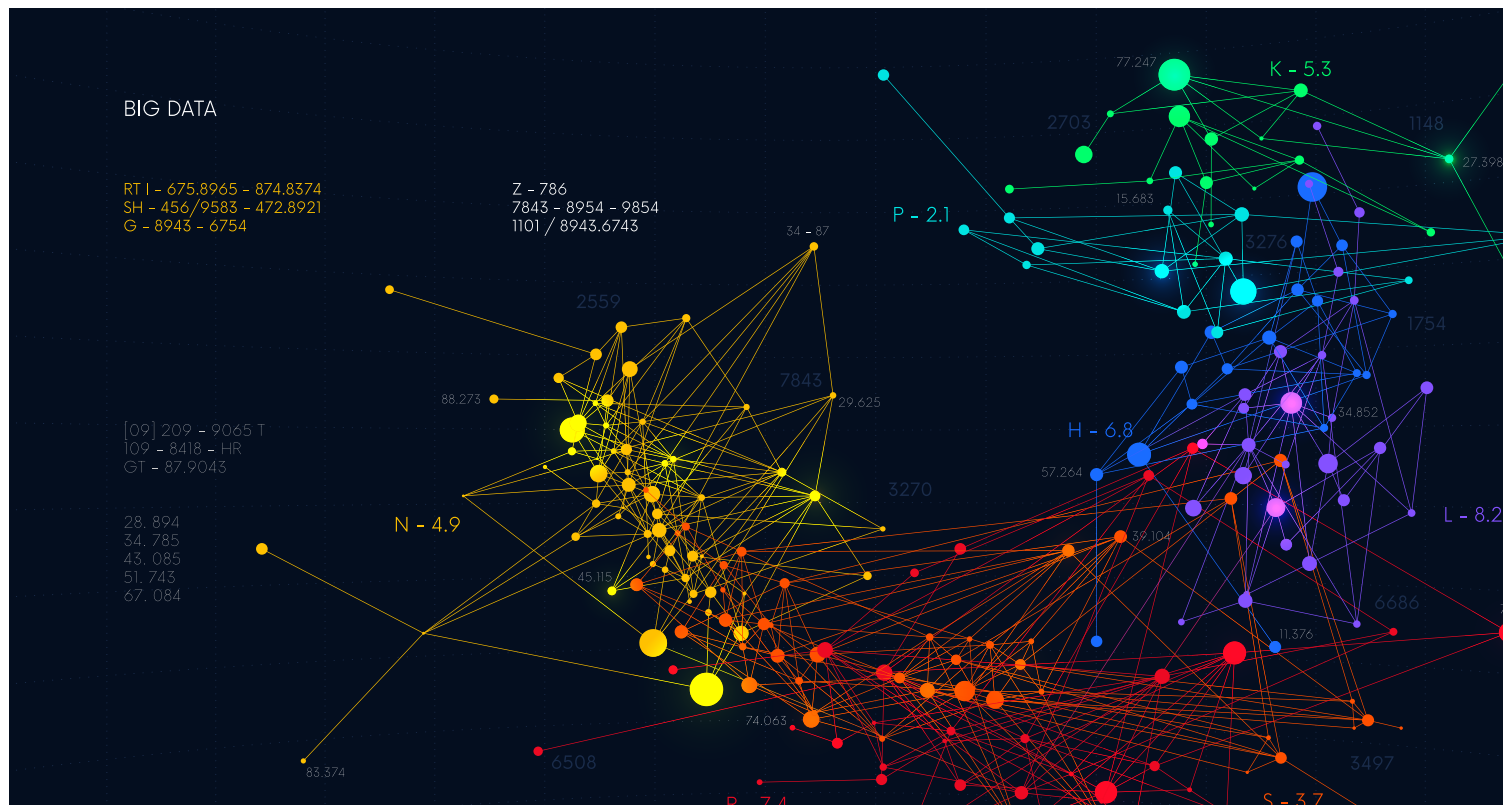 BIG DATA
RT I - 675.8965 - 874.8374
SH - 456/9583 - 472.8921
G - 8943 - 6754
Z - 786
7843 - 8954 - 9854
1101 / 8943.6743
77.247
K - 5.3
2703
1148
27.398
15.683
P - 2.1
34 - 87
3276
2559
1754
7843
88.273
29.625
34.852
[09] 209 - 9065 T
109 - 8418 - HR
GT - 87.9043
H - 6.8
57.264
3270
N - 4.9
L - 8.2
39.104
28. 894
34. 785
43. 085
51. 743
67. 084
45.115
6686
11.376
74.063
6508
83.374
3497
S - 3.7